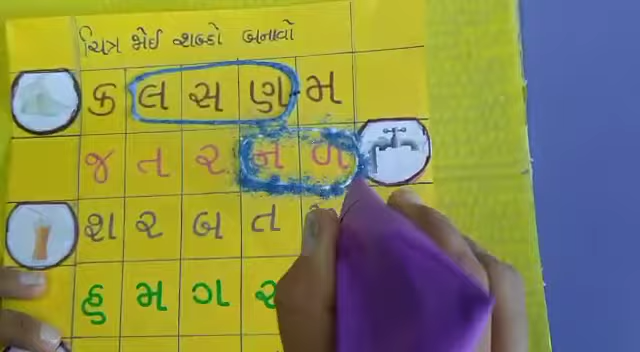 ચિત્ર જોઈ શબ્દો બનાવો
ક લ સ ણ મ
જ ત ર ન ળ
શ ર બ ત
હ મ ગ